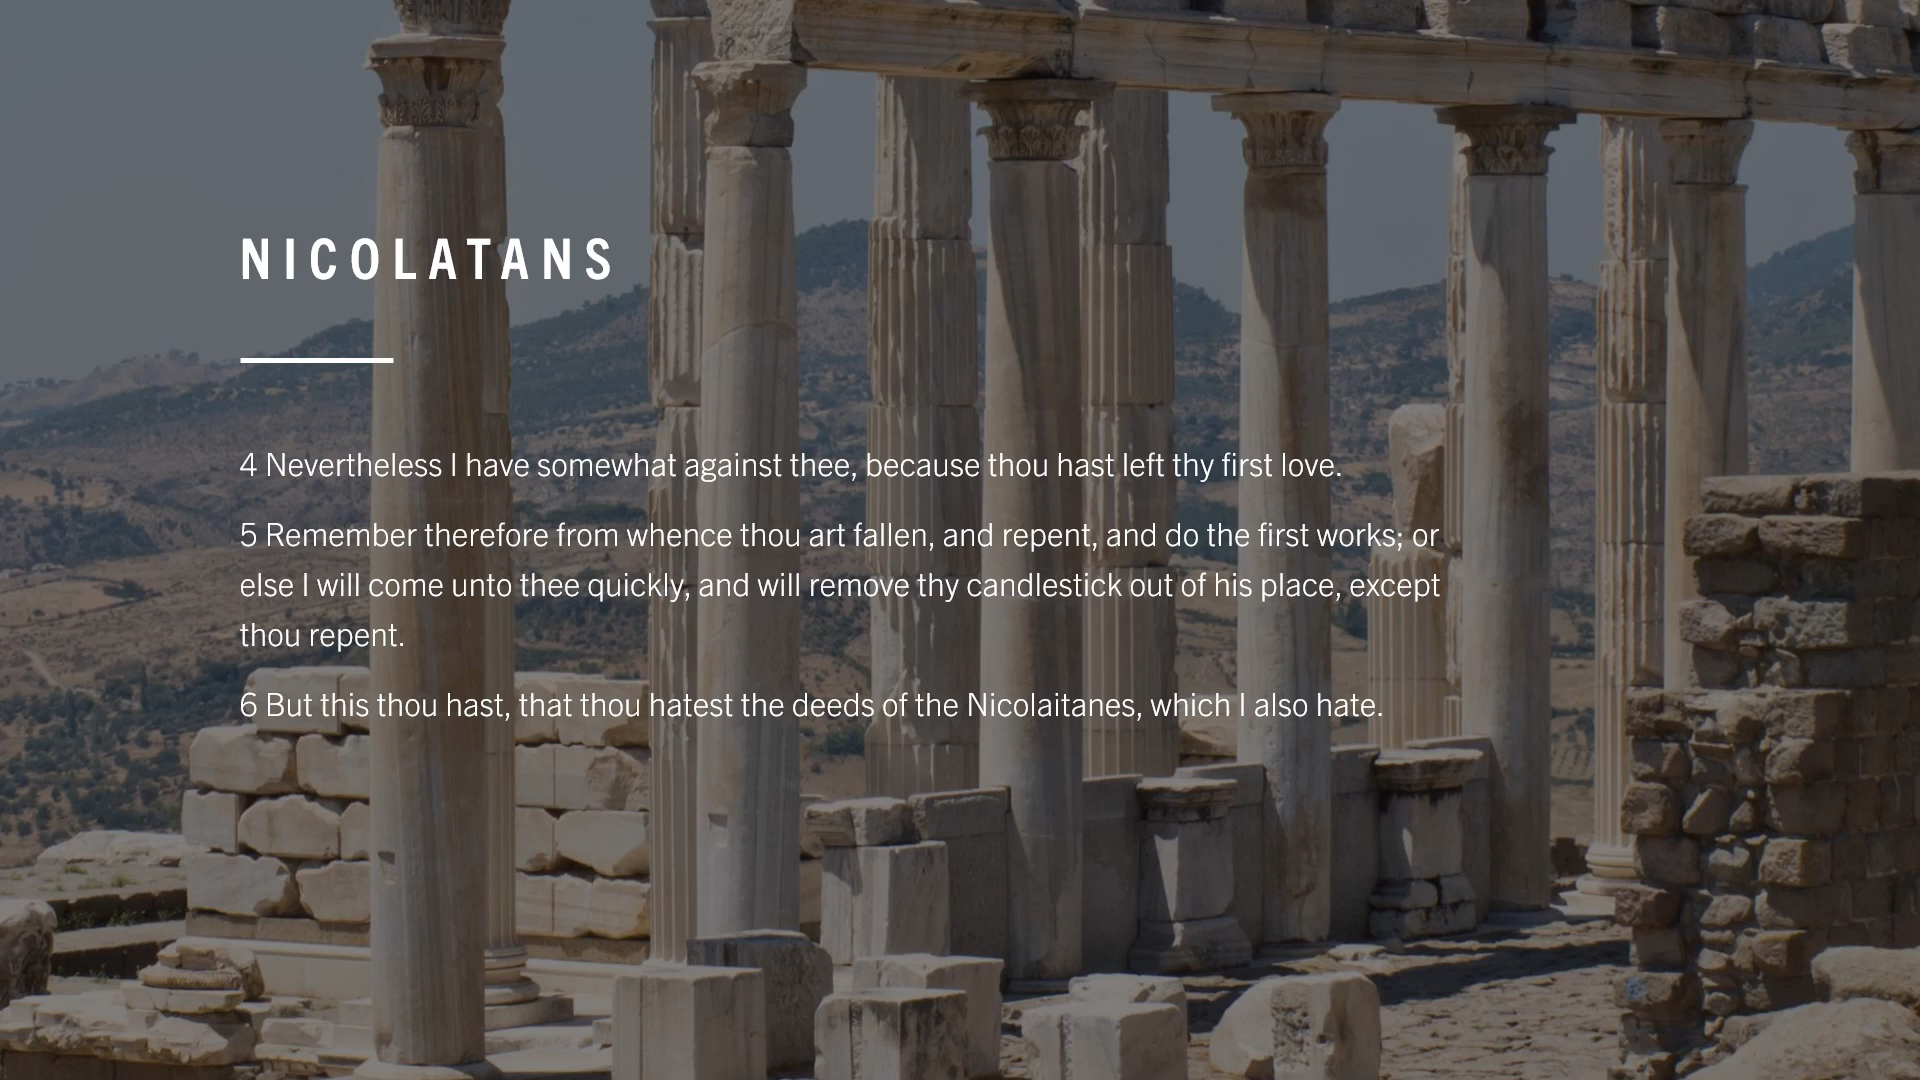 NICOLATANS
4 Nevertheless I have somewhat against thee, because thou hast left thy first love.
5 Remember therefore from whence thou art fallen, and repent, and do the first works; or
else I will come unto thee quickly, and will remove thy candlestick out of his place, except
thou repent.
6 But this thou hast, that thou hatest the deeds of the Nicolaitanes, which I also hate.